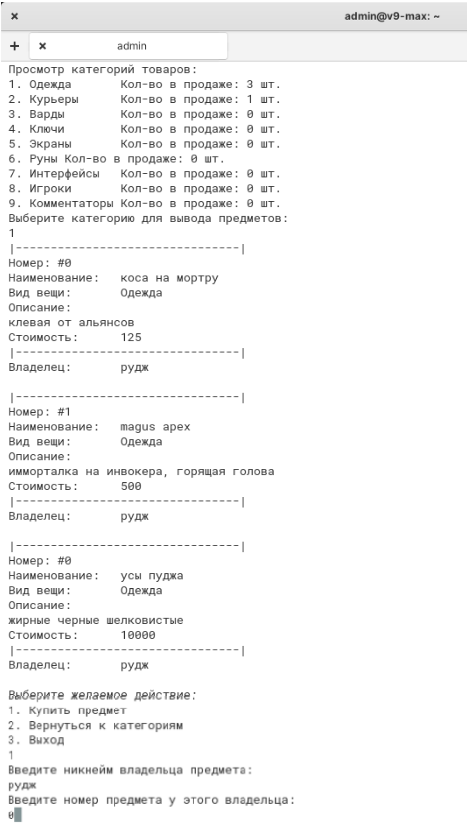 admin@v9-max: ~
+ × admin
Просмотр категорий товаров:
1. Одежда Кол-во в продаже: 3 шт.
2. Курьеры Кол-во в продаже: 1 шт.
3. Варды Кол-во в продаже: 0 шт.
4. Ключи Кол-во в продаже: 0 шт.
5. Экраны Кол-во в продаже: 0 шт.
6. Руны Кол-во в продаже: 0 шт.
7. Интерфейсы Кол-во в продаже: 0 шт.
8. Игроки Кол-во в продаже: 0 шт.
9. Комментаторы Кол-во в продаже: 0 шт.
Выберите категорию для вывода предметов:
1
|--------------------------------|
Номер: #0
Наименование: коса на мортру
Вид вещи: Одежда
Описание:
клевая от альянсов
Стоимость: 125
|--------------------------------|
Владелец: рудж
|--------------------------------|
Номер: #1
Наименование: magus apex
Вид вещи: Одежда
Описание:
имморталка на инвокера, горящая голова
Стоимость: 500
|--------------------------------|
Владелец: рудж
|--------------------------------|
Номер: #0
Наименование: усы пуджа
Вид вещи: Одежда
Описание:
жирные черные шелковистые
Стоимость: 10000
|--------------------------------|
Владелец: рудж
Выберите желаемое действие:
1. Купить предмет
2. Вернуться к категориям
3. Выход
1
Введите никнейм владельца предмета:
рудж
Введите номер предмета у этого владельца:
0